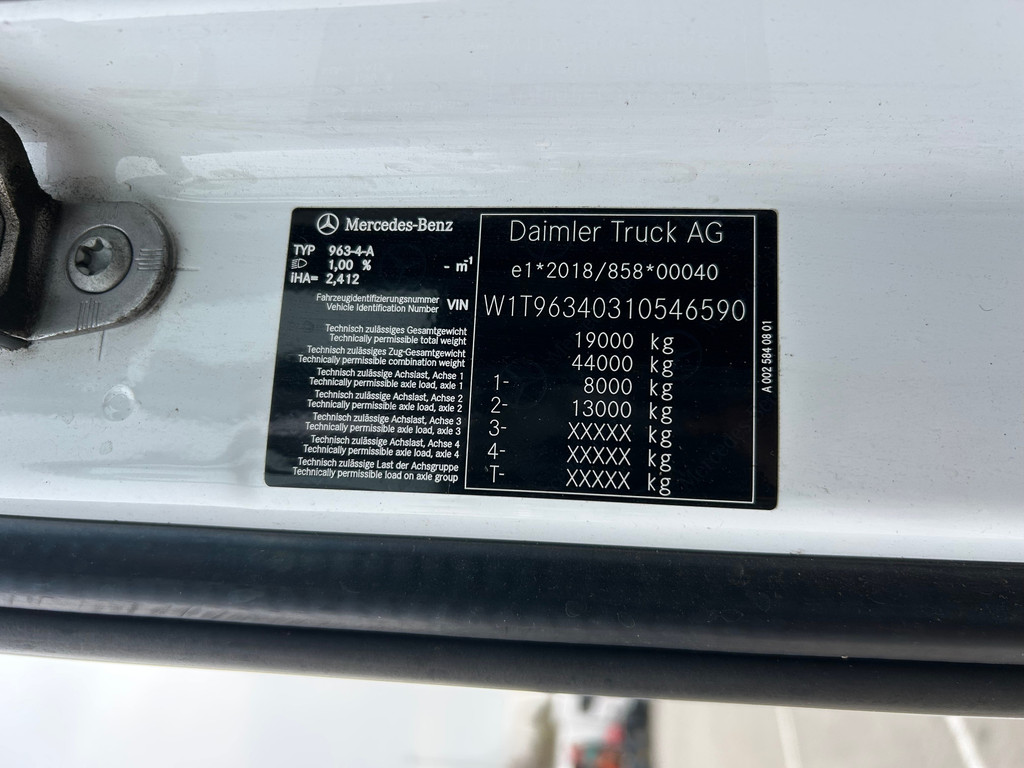 Mercedes-Benz
TYP 963-4-A
1,00 % - m-1
iHA= 2,412
Daimler Truck AG
e1*2018/858*00040
Fahrzeugidentifizierungsnummer
Vehicle Identification Number VIN W1T96340310546590
Technisch zulässiges Gesamtgewicht
Technically permissible total weight 19000 kg
Technisch zulässiges Zug-Gesamtgewicht
Technically permissible combination weight 44000 kg
Technisch zulässige Achslast, Achse 1
Technically permissible axle load, axle 1 1- 8000 kg
Technisch zulässige Achslast, Achse 2
Technically permissible axle load, axle 2 2- 13000 kg
Technisch zulässige Achslast, Achse 3
Technically permissible axle load, axle 3 3- XXXXX kg
Technisch zulässige Achslast, Achse 4
Technically permissible axle load, axle 4 4- XXXXX kg
Technisch zulässige Last der Achsgruppe
Technically permissible load on axle group T- XXXXX kg
A 002 584 08 01